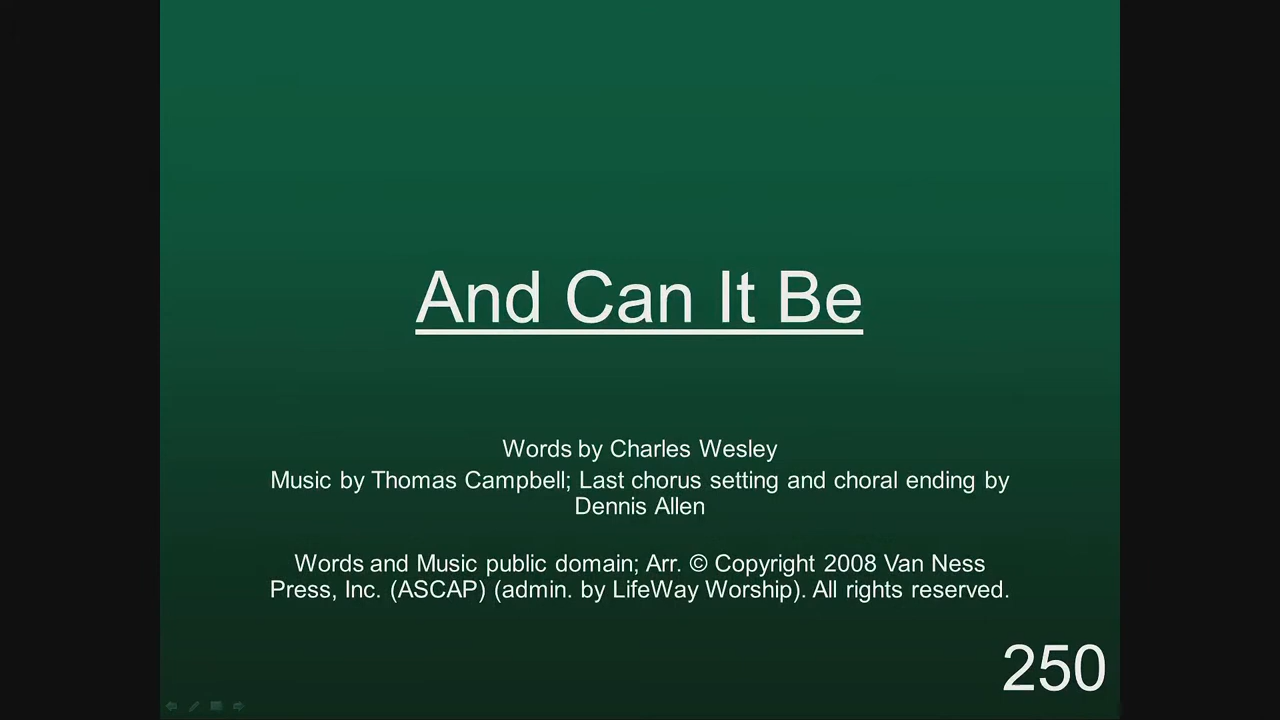 And Can It Be
Words by Charles Wesley
Music by Thomas Campbell; Last chorus setting and choral ending by
Dennis Allen
Words and Music public domain; Arr. © Copyright 2008 Van Ness
Press, Inc. (ASCAP) (admin. by LifeWay Worship). All rights reserved.
250